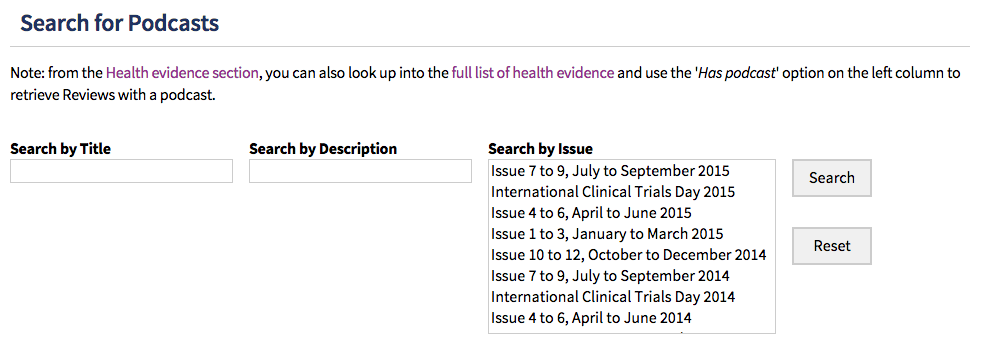 Search for Podcasts
Note: from the Health evidence section, you can also look up into the full list of health evidence and use the 'Has podcast' option on the left column to
retrieve Reviews with a podcast.
Search by Title
Search by Description
Search by Issue
Issue 7 to 9, July to September 2015
International Clinical Trials Day 2015
Issue 4 to 6, April to June 2015
Issue 1 to 3, January to March 2015
Issue 10 to 12, October to December 2014
Issue 7 to 9, July to September 2014
International Clinical Trials Day 2014
Issue 4 to 6, April to June 2014
Search
Reset